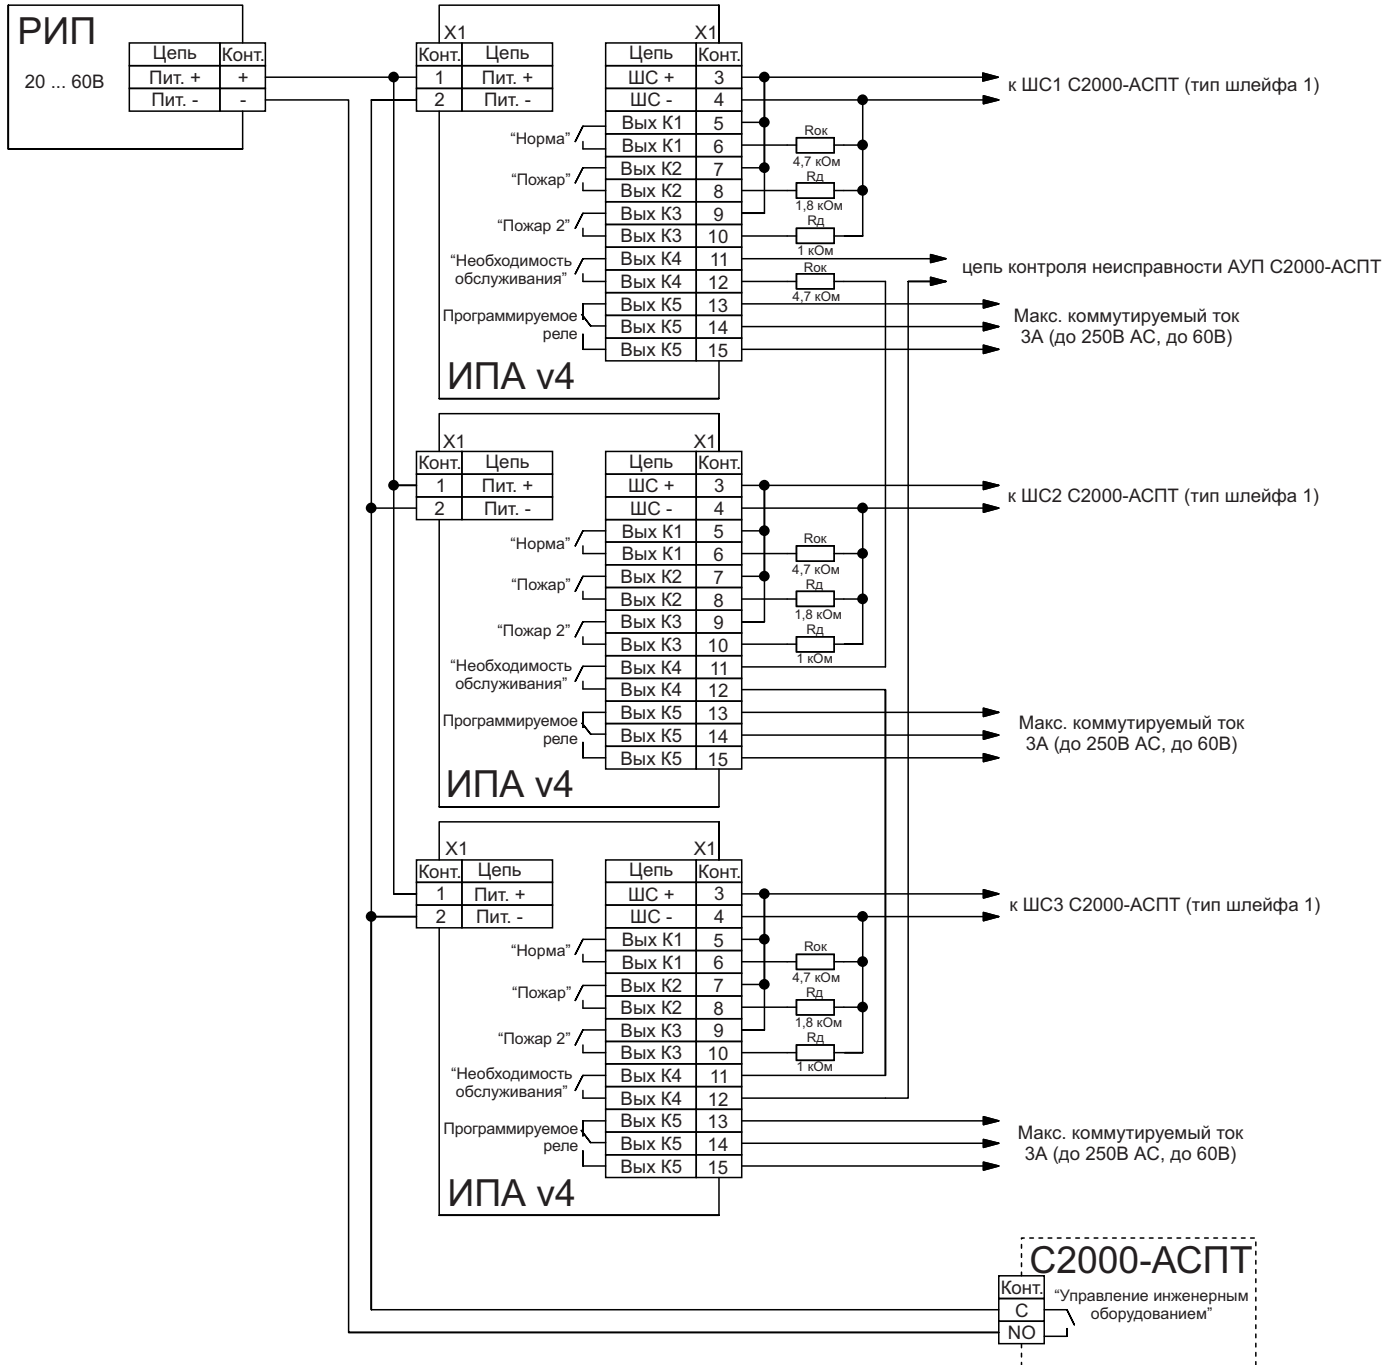 РИП
20 ... 60В
Цепь Конт.
Пит. + +
Пит. - -
X1 X1
Конт. Цепь
1 Пит. +
2 Пит. -
Цепь Конт.
ШС + 3
ШС - 4
Вых К1 5
Вых К1 6
Вых К2 7
Вых К2 8
Вых К3 9
Вых К3 10
Вых К4 11
Вых К4 12
Вых К5 13
Вых К5 14
Вых К5 15
“Норма”
“Пожар”
“Пожар 2”
“Необходимость
обслуживания”
Программируемое
реле
ИПА v4
Rок
4,7 кОм
Rд
1,8 кОм
Rд
1 кОм
Rок
4,7 кОм
к ШС1 С2000-АСПТ (тип шлейфа 1)
цепь контроля неисправности АУП С2000-АСПТ
Макс. коммутируемый ток
3А (до 250В АС, до 60В)
X1 X1
Конт. Цепь
1 Пит. +
2 Пит. -
Цепь Конт.
ШС + 3
ШС - 4
Вых К1 5
Вых К1 6
Вых К2 7
Вых К2 8
Вых К3 9
Вых К3 10
Вых К4 11
Вых К4 12
Вых К5 13
Вых К5 14
Вых К5 15
“Норма”
“Пожар”
“Пожар 2”
“Необходимость
обслуживания”
Программируемое
реле
ИПА v4
Rок
4,7 кОм
Rд
1,8 кОм
Rд
1 кОм
к ШС2 С2000-АСПТ (тип шлейфа 1)
Макс. коммутируемый ток
3А (до 250В АС, до 60В)
X1 X1
Конт. Цепь
1 Пит. +
2 Пит. -
Цепь Конт.
ШС + 3
ШС - 4
Вых К1 5
Вых К1 6
Вых К2 7
Вых К2 8
Вых К3 9
Вых К3 10
Вых К4 11
Вых К4 12
Вых К5 13
Вых К5 14
Вых К5 15
“Норма”
“Пожар”
“Пожар 2”
“Необходимость
обслуживания”
Программируемое
реле
ИПА v4
Rок
4,7 кОм
Rд
1,8 кОм
Rд
1 кОм
к ШС3 С2000-АСПТ (тип шлейфа 1)
Макс. коммутируемый ток
3А (до 250В АС, до 60В)
С2000-АСПТ
Конт.
C
NO
“Управление инженерным
оборудованием”